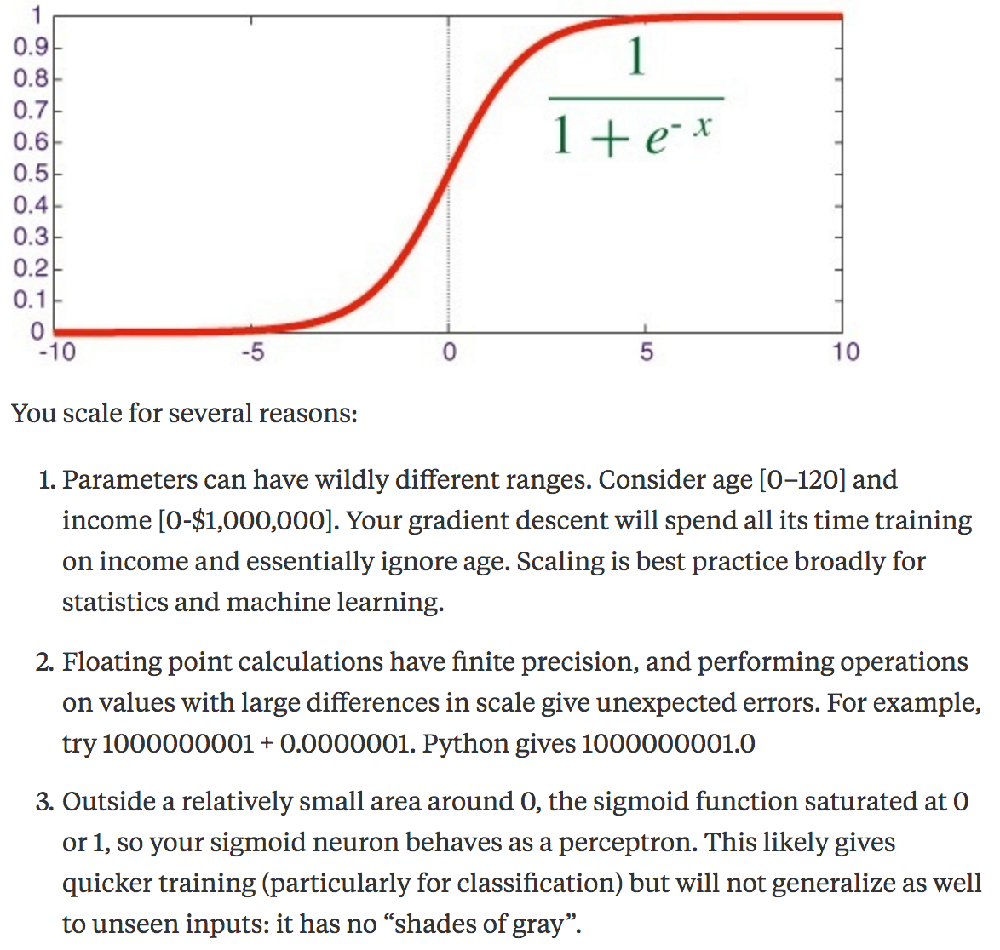 1
0.9
0.8
0.7
0.6
0.5
0.4
0.3
0.2
0.1
0
-10
-5
0
5
10
1
1 + e- x
You scale for several reasons:
1. Parameters can have wildly different ranges. Consider age [0–120] and
income [0-$1,000,000]. Your gradient descent will spend all its time training
on income and essentially ignore age. Scaling is best practice broadly for
statistics and machine learning.
2. Floating point calculations have finite precision, and performing operations
on values with large differences in scale give unexpected errors. For example,
try 1000000001 + 0.0000001. Python gives 1000000001.0
3. Outside a relatively small area around 0, the sigmoid function saturated at 0
or 1, so your sigmoid neuron behaves as a perceptron. This likely gives
quicker training (particularly for classification) but will not generalize as well
to unseen inputs: it has no “shades of gray”.